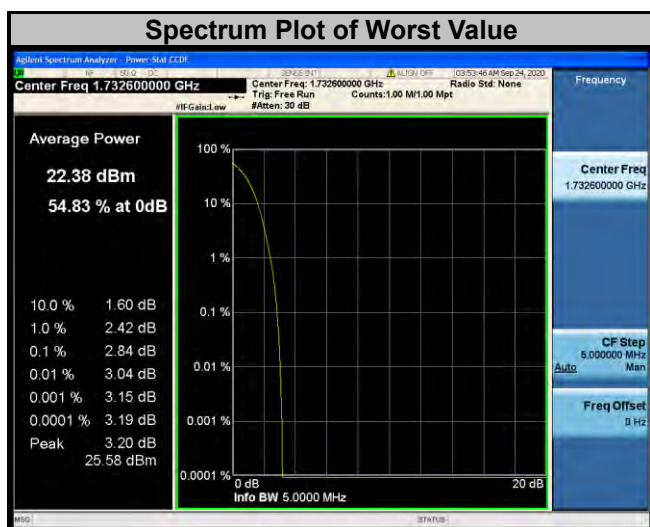 Spectrum Plot of Worst Value
Agilent Spectrum Analyzer - Power Stat CCDF
RF 50 Ω DC SENSE:INT ALIGN OFF 03:53:46 AM Sep 24, 2020
Center Freq 1.732600000 GHz
Center Freq: 1.732600000 GHz Radio Std: None
Trig: Free Run Counts:1.00 M/1.00 Mpt
#IFGain:Low #Atten: 30 dB
Frequency
Average Power
22.38 dBm
54.83 % at 0dB
10.0 % 1.60 dB
1.0 % 2.42 dB
0.1 % 2.84 dB
0.01 % 3.04 dB
0.001 % 3.15 dB
0.0001 % 3.19 dB
Peak 3.20 dB
25.58 dBm
100 %
10 %
1 %
0.1 %
0.01 %
0.001 %
0.0001 %
0 dB 20 dB
Info BW 5.0000 MHz
Center Freq
1.732600000 GHz
CF Step
5.000000 MHz
Auto Man
Freq Offset
0 Hz
MSG STATUS